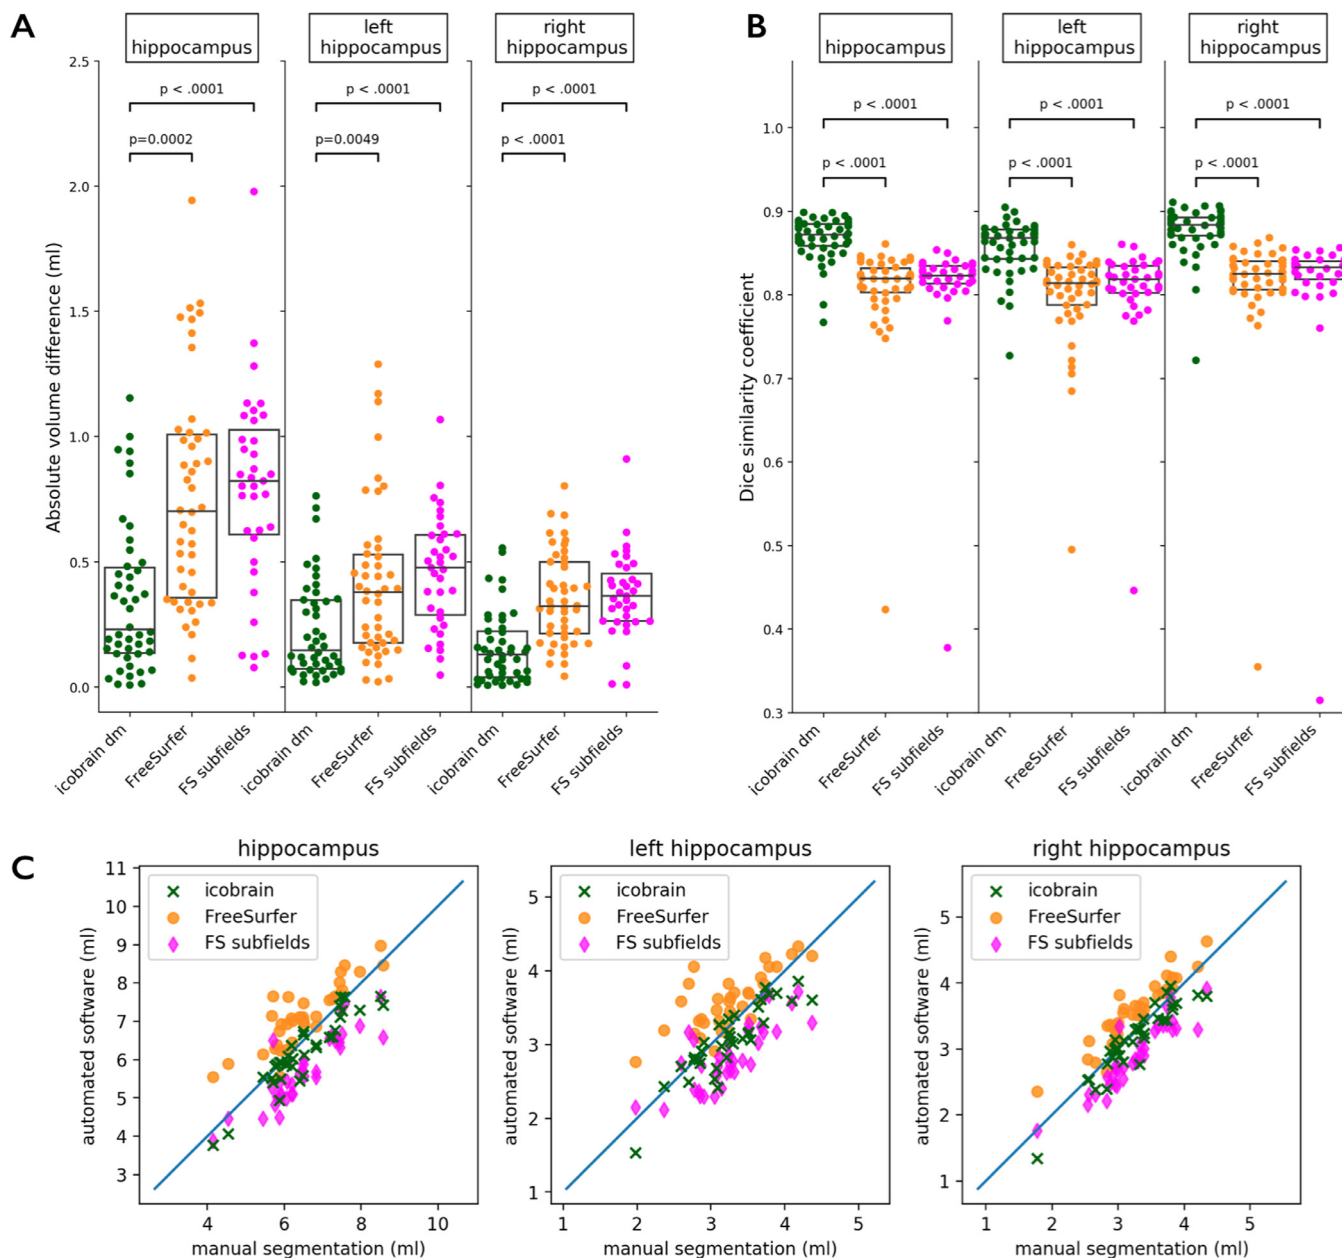 A
hippocampus
left
hippocampus
right
hippocampus
Absolute volume difference (ml)
2.5
2.0
1.5
1.0
0.5
0.0
p < .0001
p=0.0002
p < .0001
p=0.0049
p < .0001
p < .0001
icobrain dm
FreeSurfer
FS subfields
icobrain dm
FreeSurfer
FS subfields
icobrain dm
FreeSurfer
FS subfields
B
hippocampus
left
hippocampus
right
hippocampus
Dice similarity coefficient
1.0
0.9
0.8
0.7
0.6
0.5
0.4
0.3
p < .0001
p < .0001
p < .0001
p < .0001
p < .0001
p < .0001
icobrain dm
FreeSurfer
FS subfields
icobrain dm
FreeSurfer
FS subfields
icobrain dm
FreeSurfer
FS subfields
C
hippocampus
automated software (ml)
11
10
9
8
7
6
5
4
3
icobrain
FreeSurfer
FS subfields
4 6 8 10
manual segmentation (ml)
left hippocampus
automated software (ml)
5
4
3
2
1
icobrain
FreeSurfer
FS subfields
1 2 3 4 5
manual segmentation (ml)
right hippocampus
automated software (ml)
5
4
3
2
1
icobrain
FreeSurfer
FS subfields
1 2 3 4 5
manual segmentation (ml)